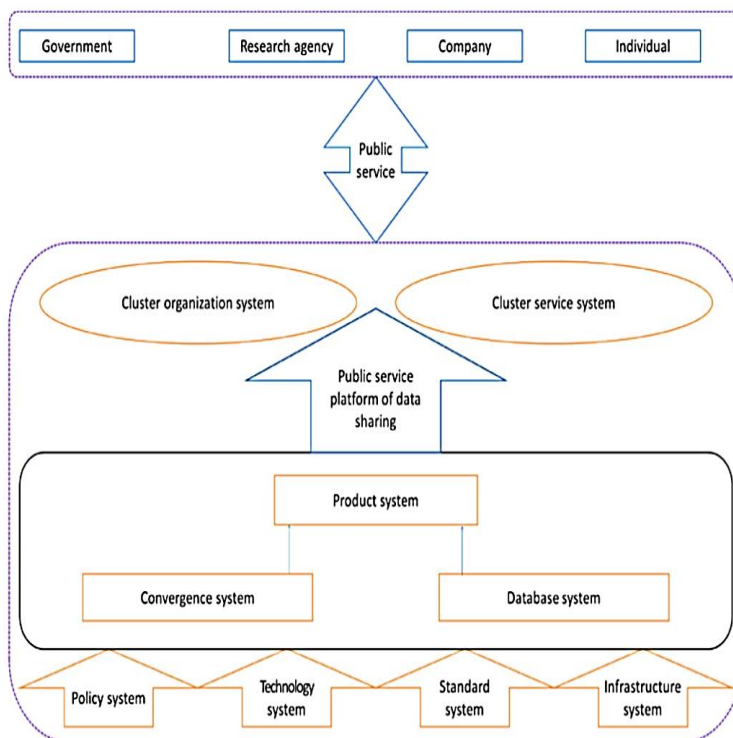 Government
Research agency
Company
Individual
Public
service
Cluster organization system
Cluster service system
Public service
platform of data
sharing
Product system
Convergence system
Database system
Policy system
Technology
system
Standard
system
Infrastructure
system